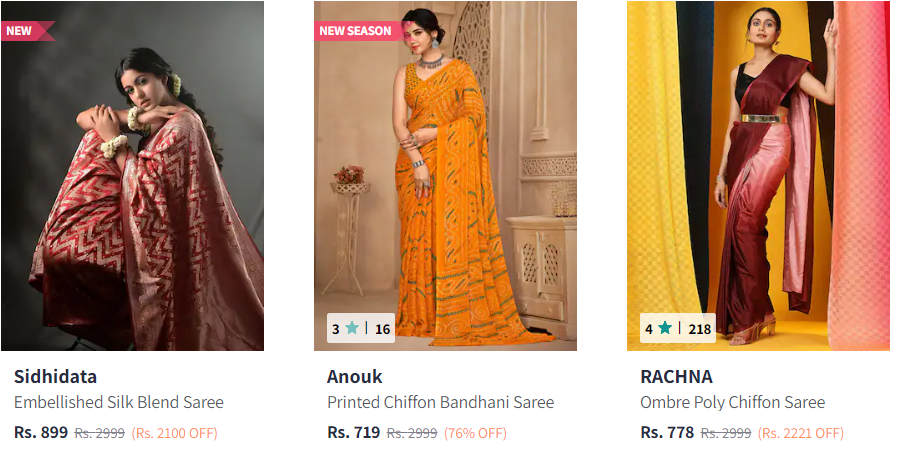 NEW
NEW SEASON
3 ★ | 16
4 ★ | 218
Sidhidata
Embellished Silk Blend Saree
Rs. 899 Rs. 2999 (Rs. 2100 OFF)
Anouk
Printed Chiffon Bandhani Saree
Rs. 719 Rs. 2999 (76% OFF)
RACHNA
Ombre Poly Chiffon Saree
Rs. 778 Rs. 2999 (Rs. 2221 OFF)